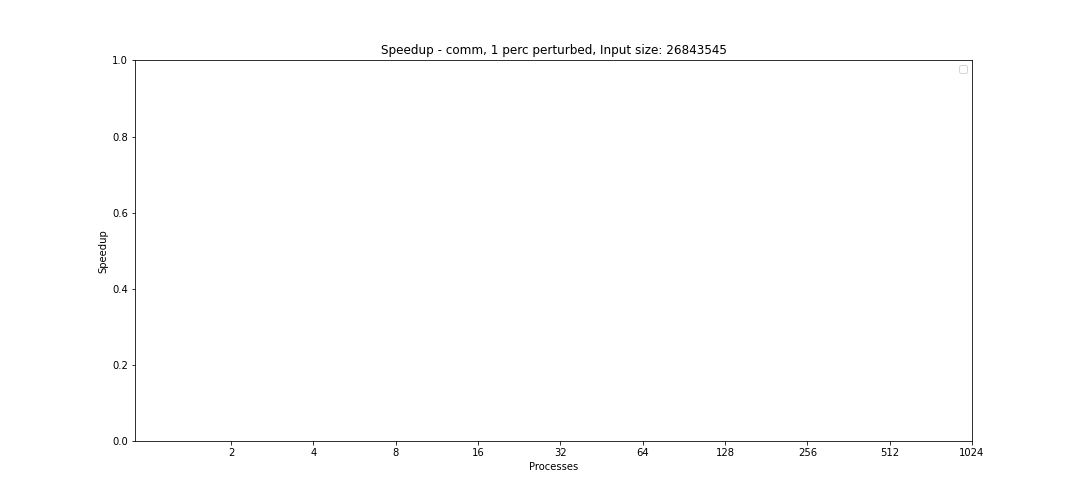 Speedup - comm, 1 perc perturbed, Input size: 26843545
1.0
0.8
0.6
0.4
0.2
0.0
Speedup
2 4 8 16 32 64 128 256 512 1024
Processes